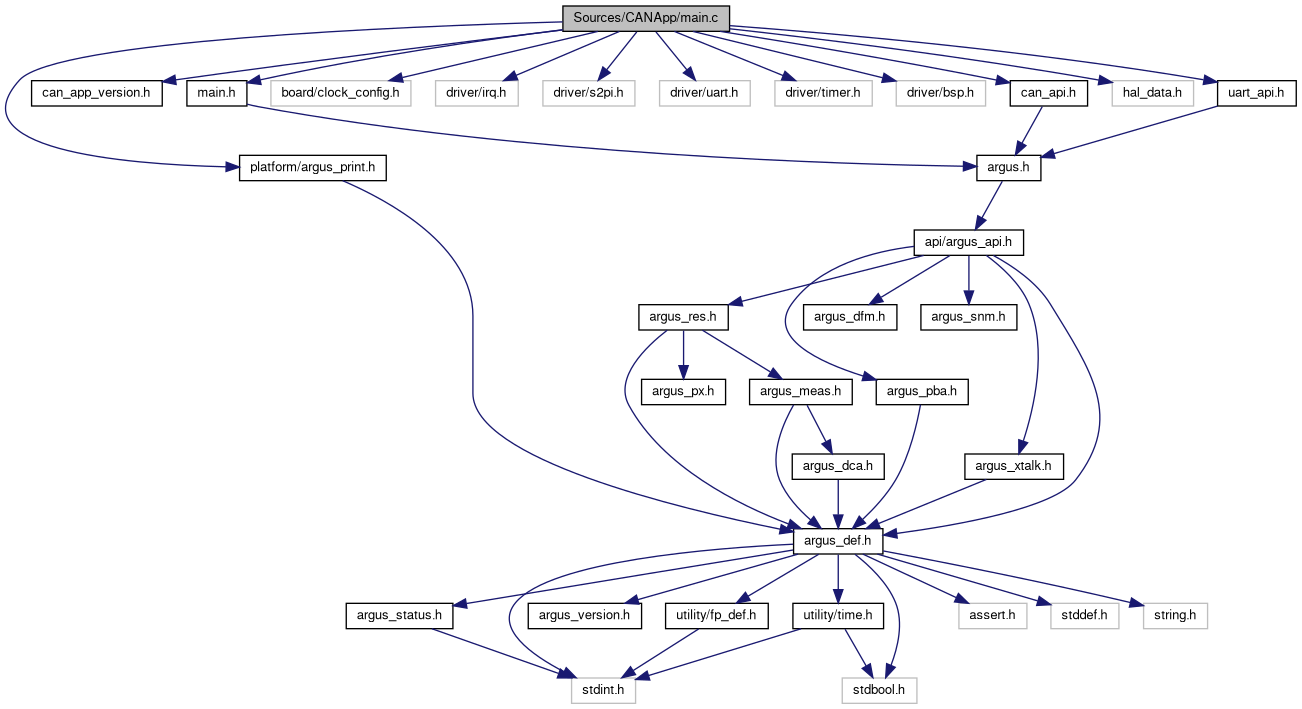 Sources/CANApp/main.c
can_app_version.h
main.h
board/clock_config.h
driver/irq.h
driver/s2pi.h
driver/uart.h
driver/timer.h
driver/bsp.h
can_api.h
hal_data.h
uart_api.h
platform/argus_print.h
argus.h
api/argus_api.h
argus_res.h
argus_dfm.h
argus_snm.h
argus_px.h
argus_meas.h
argus_pba.h
argus_dca.h
argus_xtalk.h
argus_def.h
argus_status.h
argus_version.h
utility/fp_def.h
utility/time.h
assert.h
stddef.h
string.h
stdint.h
stdbool.h